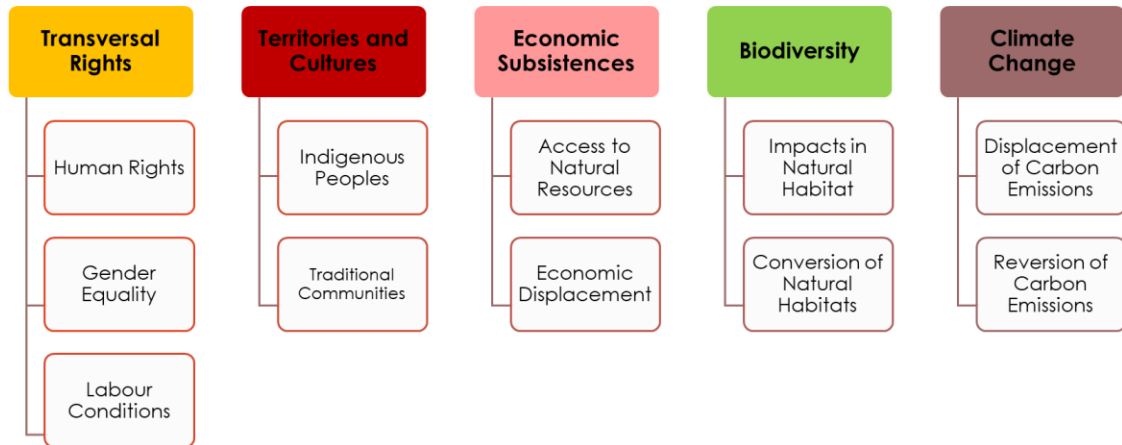 Transversal
Rights
Human Rights
Gender
Equality
Labour
Conditions
Territories and
Cultures
Indigenous
Peoples
Traditional
Communities
Economic
Subsistences
Access to
Natural
Resources
Economic
Displacement
Biodiversity
Impacts in
Natural
Habitat
Conversion of
Natural
Habitats
Climate
Change
Displacement
of Carbon
Emissions
Reversion of
Carbon
Emissions